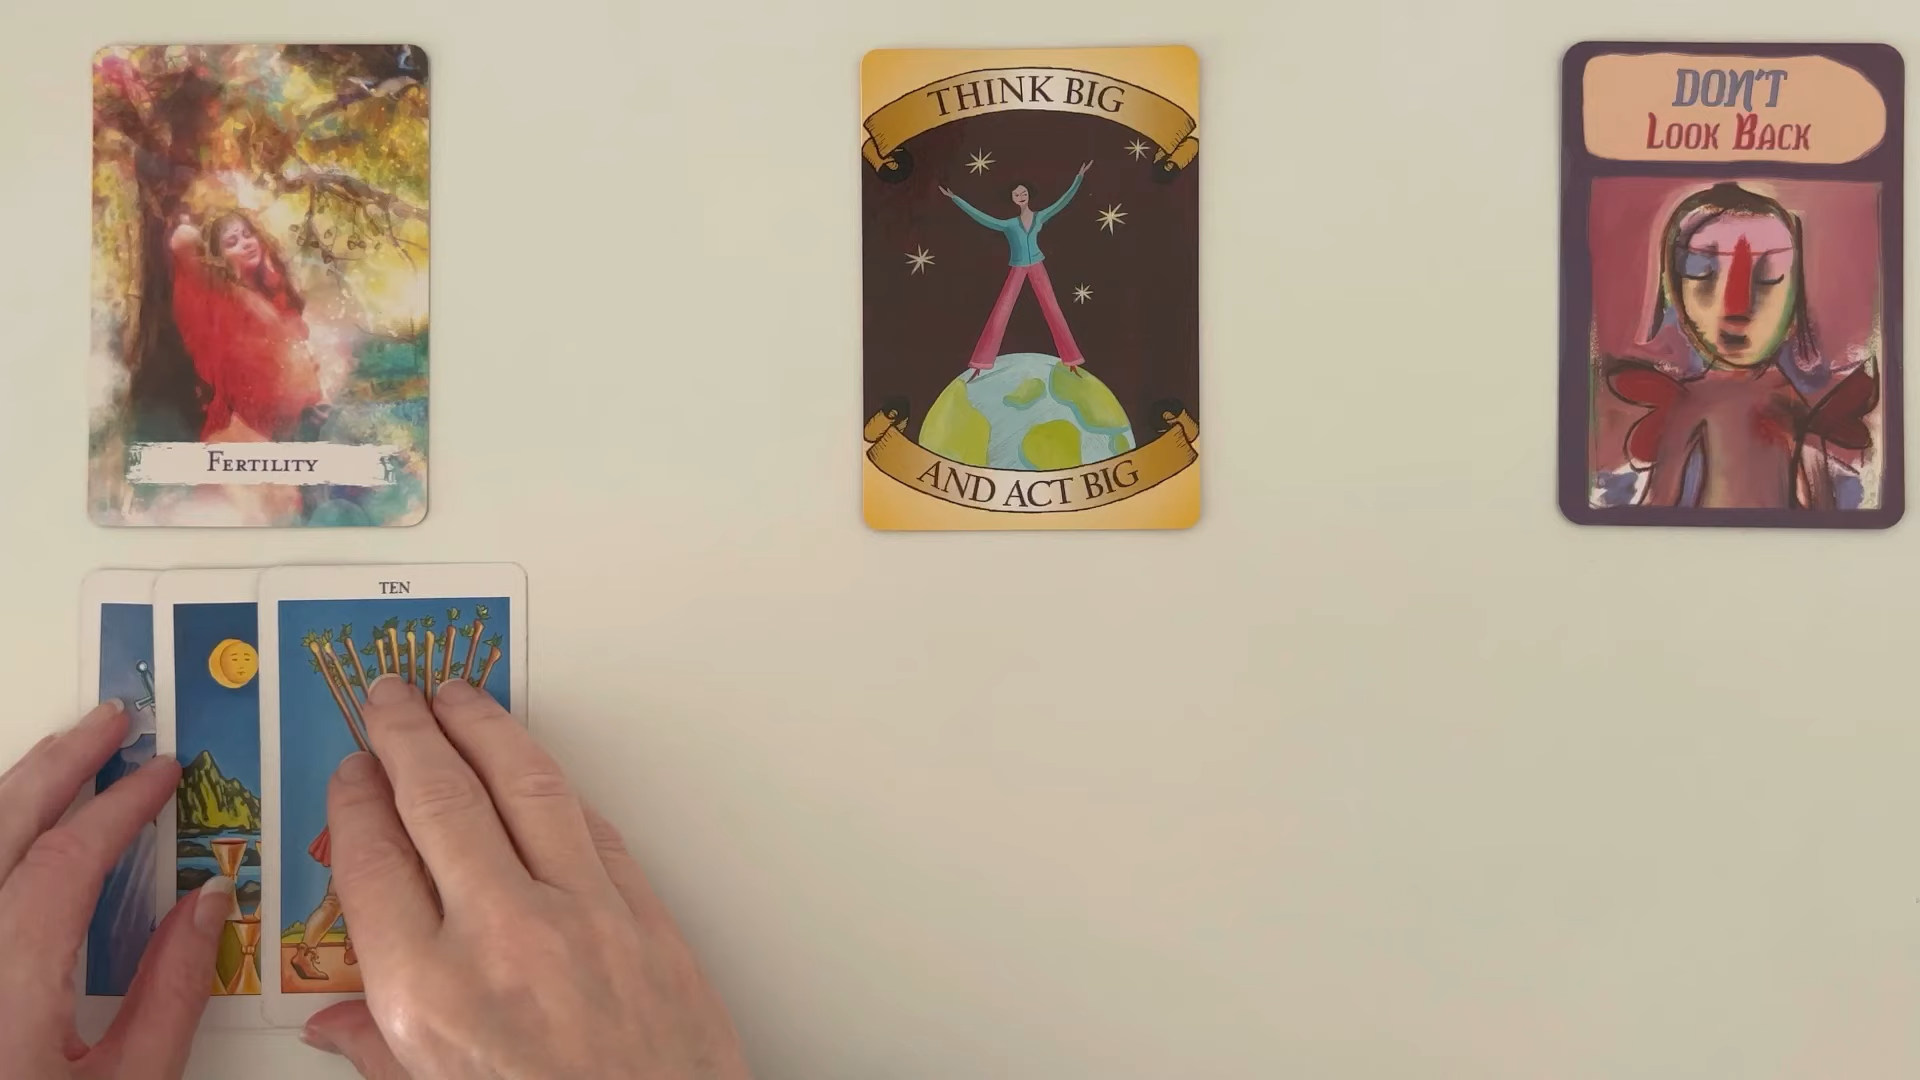 FERTILITY
THINK BIG
AND ACT BIG
DON'T
LOOK BACK
TEN